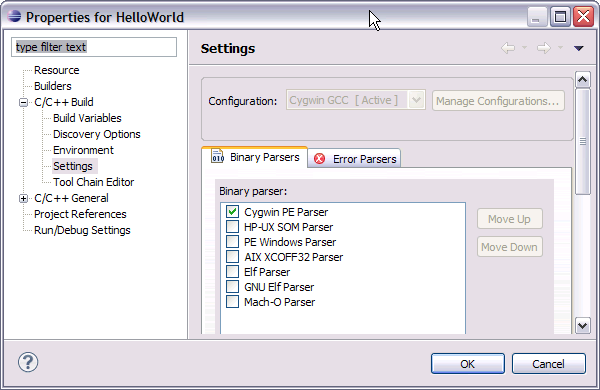 Properties for HelloWorld
type filter text
Resource
Builders
C/C++ Build
Build Variables
Discovery Options
Environment
Settings
Tool Chain Editor
C/C++ General
Project References
Run/Debug Settings
Settings
Configuration: Cygwin GCC [ Active ] Manage Configurations...
010 Binary Parsers Error Parsers
Binary parser:
Cygwin PE Parser
HP-UX SOM Parser
PE Windows Parser
AIX XCOFF32 Parser
Elf Parser
GNU Elf Parser
Mach-O Parser
Move Up
Move Down
? OK Cancel